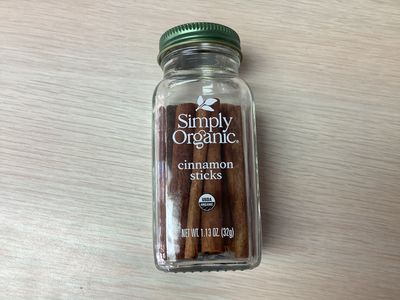 Simply
Organic®
cinnamon
sticks
USDA
ORGANIC
NET WT. 1.13 OZ. (32g)